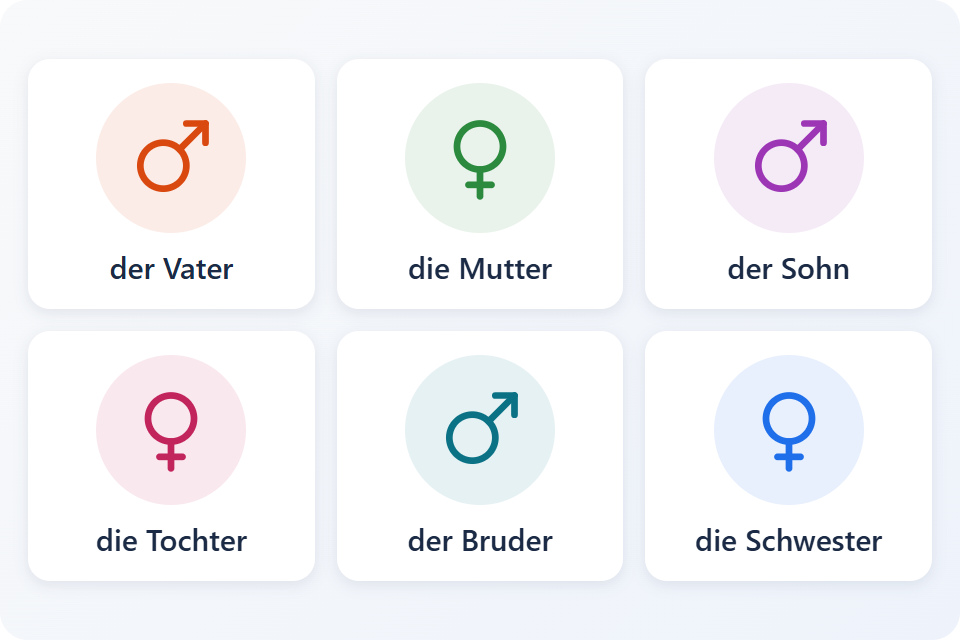 der Vater
die Mutter
der Sohn
die Tochter
der Bruder
die Schwester